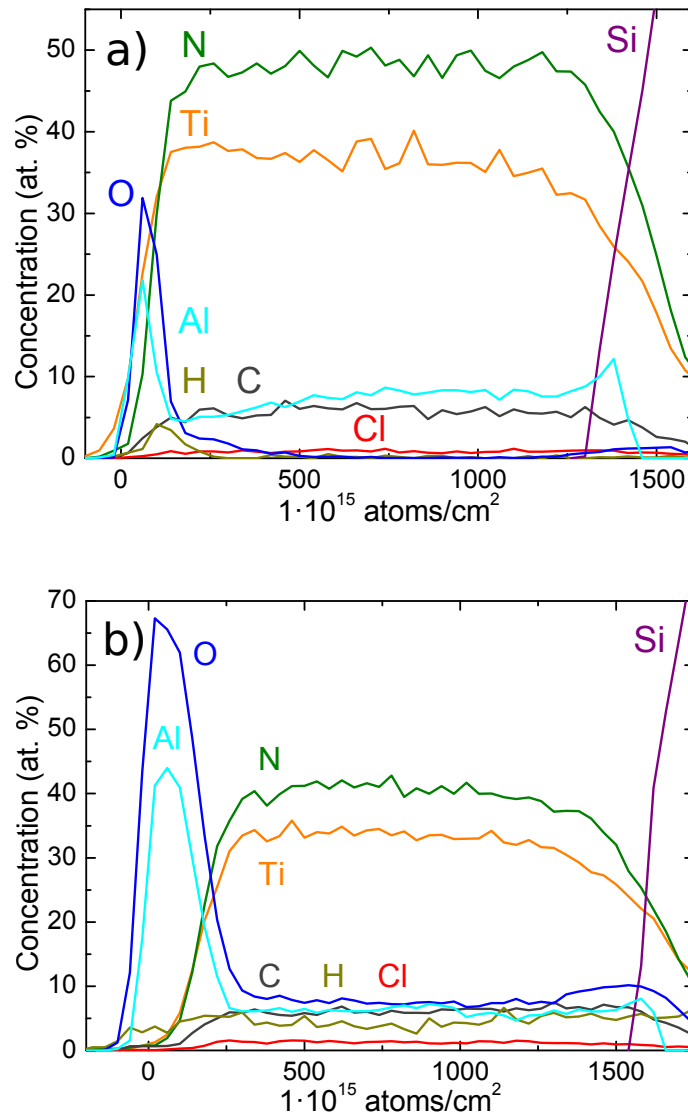 a)
N
Si
Ti
O
Al
H
C
Cl
Concentration (at. %)
50
40
30
20
10
0
0 500 1000 1500
1·10¹⁵ atoms/cm²
b)
O
Si
Al
N
Ti
C H Cl
Concentration (at. %)
70
60
50
40
30
20
10
0
0 500 1000 1500
1·10¹⁵ atoms/cm²